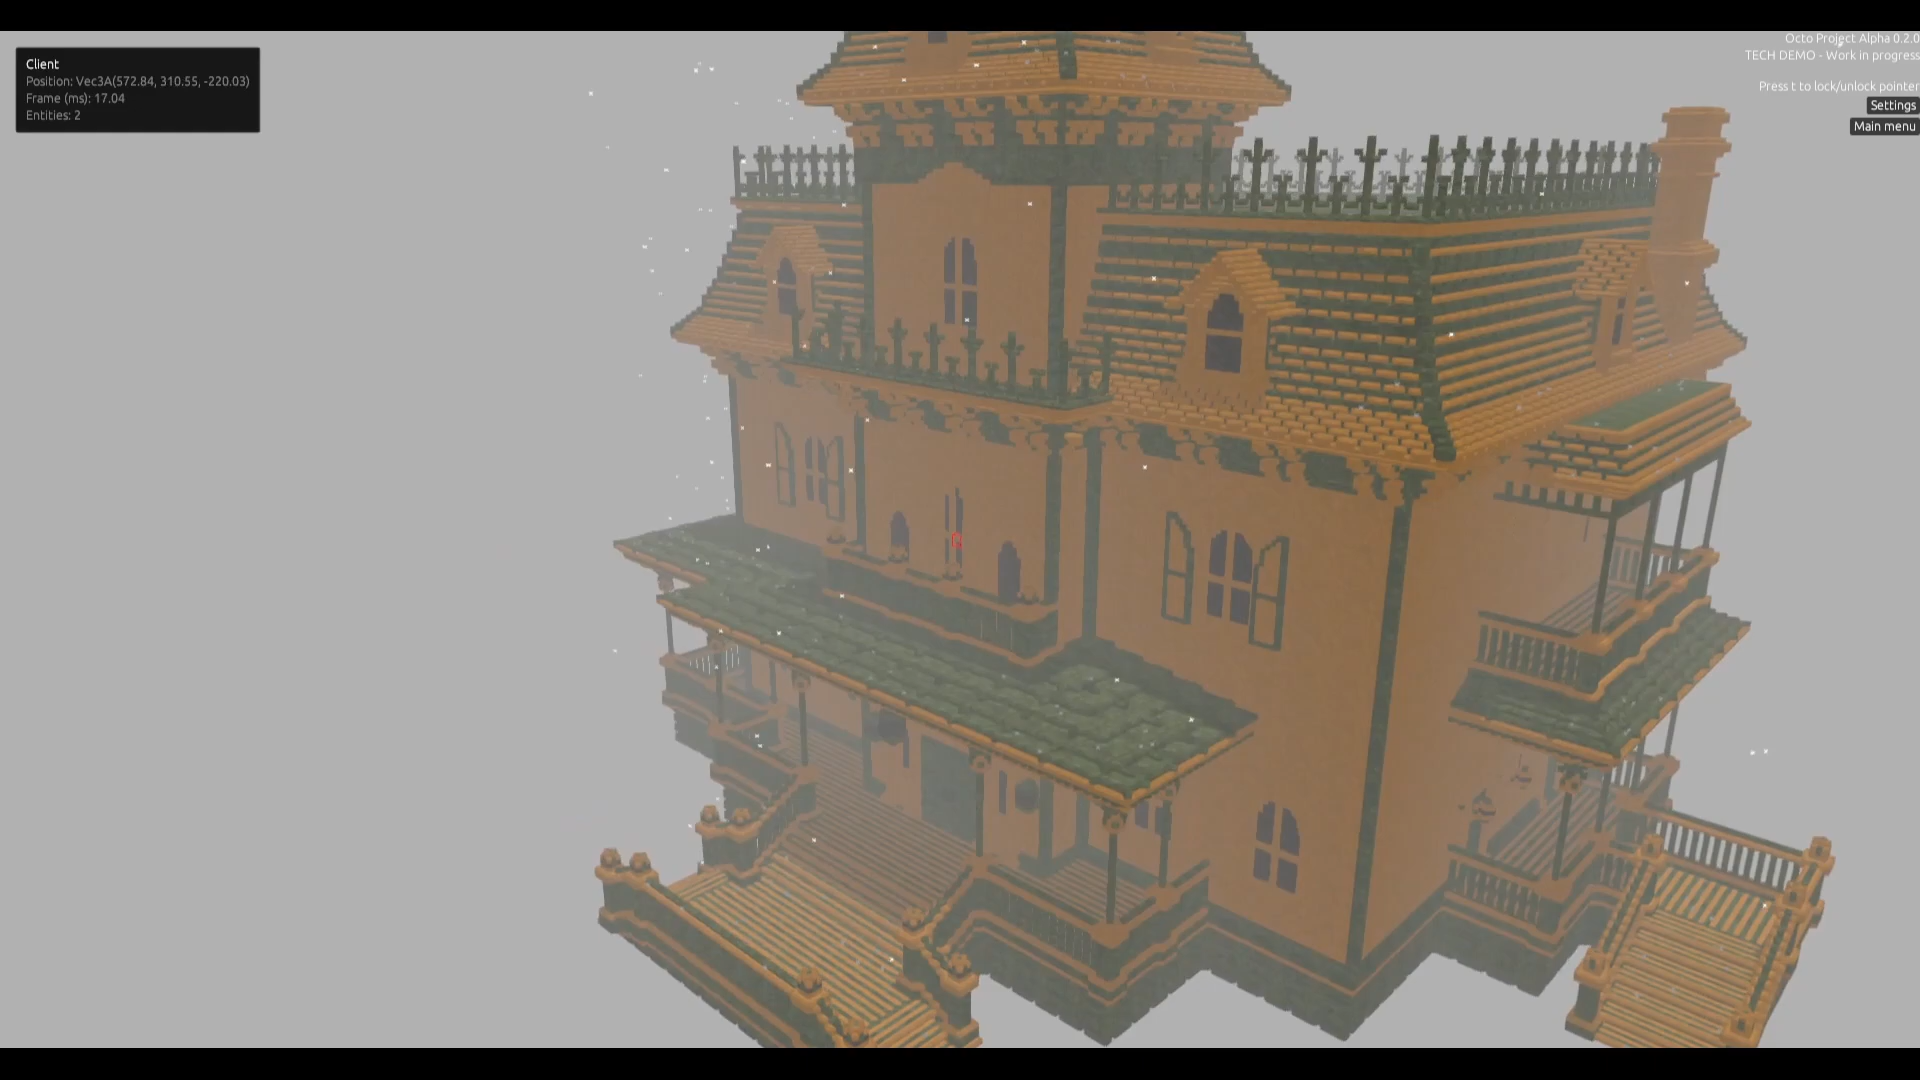 Client
Position: Vec3A(572.84, 310.55, -220.03)
Frame (ms): 17.04
Entities: 2
Octo Project Alpha 0.2.0
TECH DEMO - Work in progress
Press t to lock/unlock pointer
Settings
Main menu